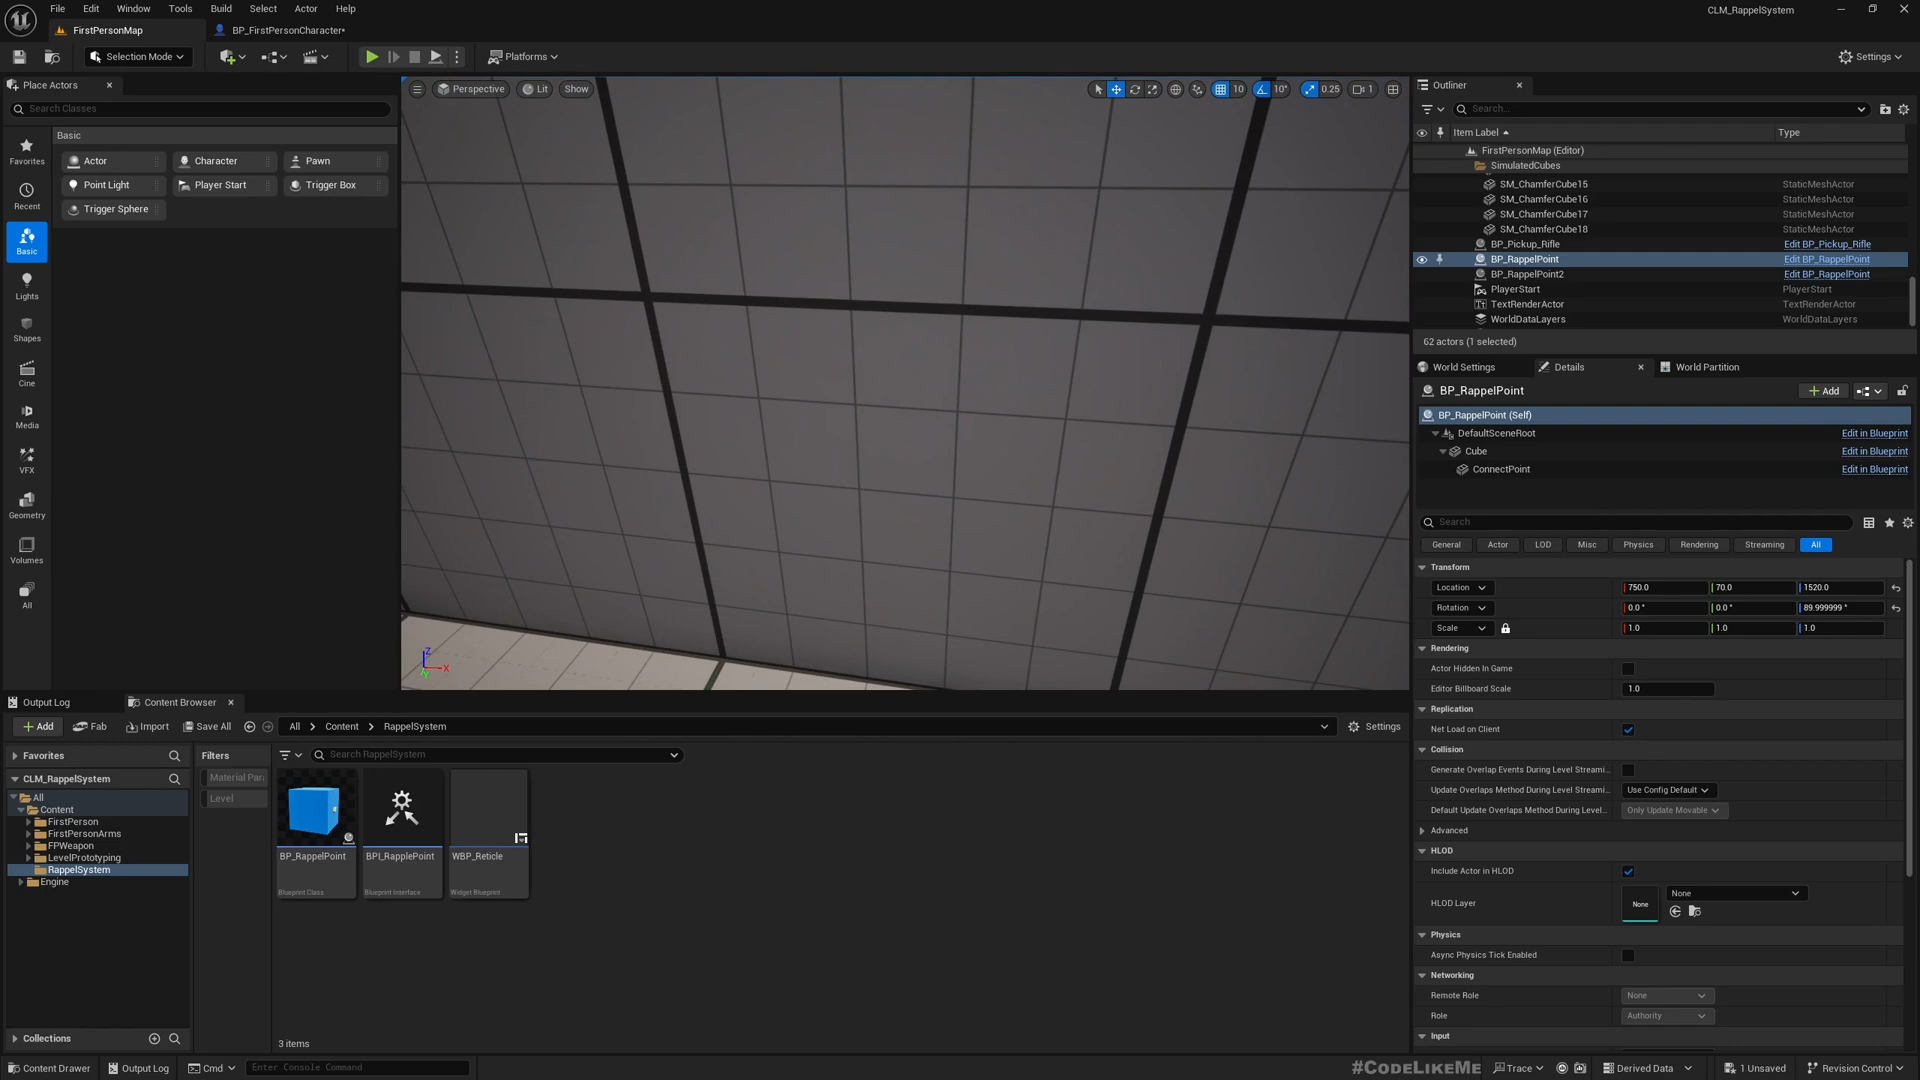 File Edit Window Tools Build Select Actor Help
CLM_RappelSystem
FirstPersonMap
BP_FirstPersonCharacter*
Selection Mode
Platforms
Settings
Place Actors
Search Classes
Basic
Favorites
Recent
Basic
Lights
Shapes
Cine
Media
VFX
Geometry
Volumes
All
Actor
Character
Pawn
Point Light
Player Start
Trigger Box
Trigger Sphere
Perspective
Lit
Show
10
10°
0.25
1
Z
X
Y
Outliner
Search...
Item Label
Type
FirstPersonMap (Editor)
SimulatedCubes
SM_ChamferCube15 StaticMeshActor
SM_ChamferCube16 StaticMeshActor
SM_ChamferCube17 StaticMeshActor
SM_ChamferCube18 StaticMeshActor
BP_Pickup_Rifle Edit BP_Pickup_Rifle
BP_RappelPoint Edit BP_RappelPoint
BP_RappelPoint2 Edit BP_RappelPoint
PlayerStart PlayerStart
TextRenderActor TextRenderActor
WorldDataLayers WorldDataLayers
62 actors (1 selected)
World Settings
Details
World Partition
BP_RappelPoint
Add
BP_RappelPoint (Self)
DefaultSceneRoot Edit in Blueprint
Cube Edit in Blueprint
ConnectPoint Edit in Blueprint
Search
General Actor LOD Misc Physics Rendering Streaming All
Transform
Location 750.0 70.0 1520.0
Rotation 0.0 ° 0.0 ° 89.999999 °
Scale 1.0 1.0 1.0
Rendering
Actor Hidden In Game
Editor Billboard Scale 1.0
Replication
Net Load on Client
Collision
Generate Overlap Events During Level Streami...
Update Overlaps Method During Level Streami... Use Config Default
Default Update Overlaps Method During Level... Only Update Movable
Advanced
HLOD
Include Actor in HLOD
HLOD Layer None None
Physics
Async Physics Tick Enabled
Networking
Remote Role None
Role Authority
Input
Output Log
Content Browser
Add
Fab
Import
Save All
All
Content
RappelSystem
Settings
Favorites
CLM_RappelSystem
All
Content
FirstPerson
FirstPersonArms
FPWeapon
LevelPrototyping
RappelSystem
Engine
Collections
Filters
Material Par
Level
Search RappelSystem
BP_RappelPoint
Blueprint Class
BPI_RapplePoint
Blueprint Interface
WBP_Reticle
Widget Blueprint
3 items
Content Drawer
Output Log
Cmd
Enter Console Command
#CodeLikeMe
Trace
Derived Data
1 Unsaved
Revision Control